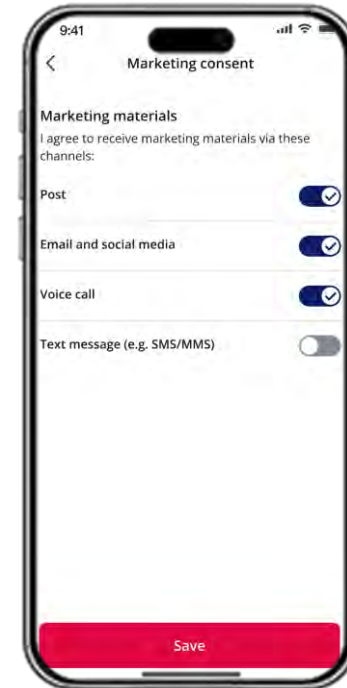 9:41
Marketing consent
Marketing materials
I agree to receive marketing materials via these
channels:
Post
Email and social media
Voice call
Text message (e.g. SMS/MMS)
Save